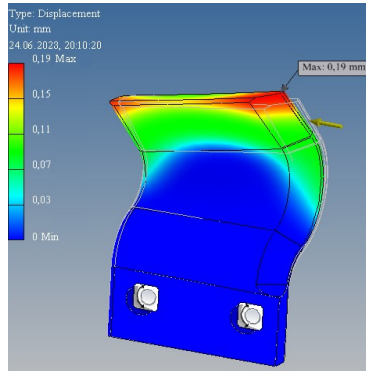 Type: Displacement
Unit: mm
24.06.2023, 20:10:20
0,19 Max
Max: 0,19 mm
0,15
0,11
0,07
0,03
0 Min